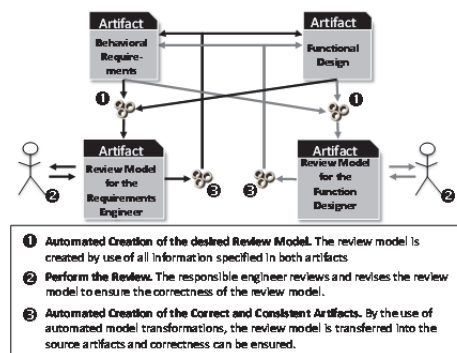 Artifact
Behavioral
Require-
ments
Artifact
Functional
Design
❶
❶
Artifact
Review Model
for the
Requirements
Engineer
Artifact
Review Model
for the
Function
Designer
❷
❸
❸
❷
❶ Automated Creation of the desired Review Model. The review model is
created by use of all information specified in both artifacts
❷ Perform the Review. The responsible engineer reviews and revises the review
model to ensure the correctness of the review model.
❸ Automated Creation of the Correct and Consistent Artifacts. By the use of
automated model transformations, the review model is transferred into the
source artifacts and correctness can be ensured.